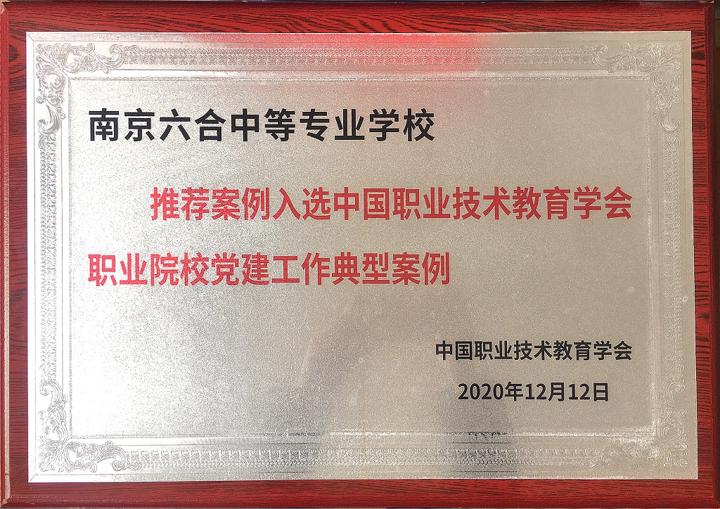 南京六合中等专业学校
推荐案例入选中国职业技术教育学会
职业院校党建工作典型案例
中国职业技术教育学会
2020年12月12日